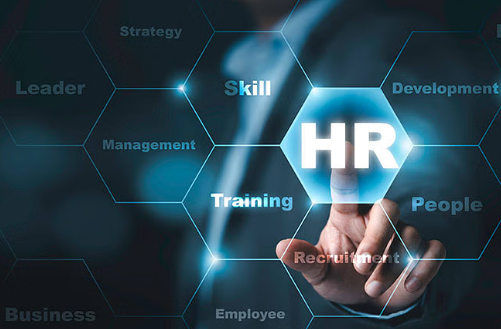 Strategy
Leader
Skill
Development
HR
Management
Training
People
Recruitment
Business
Employee